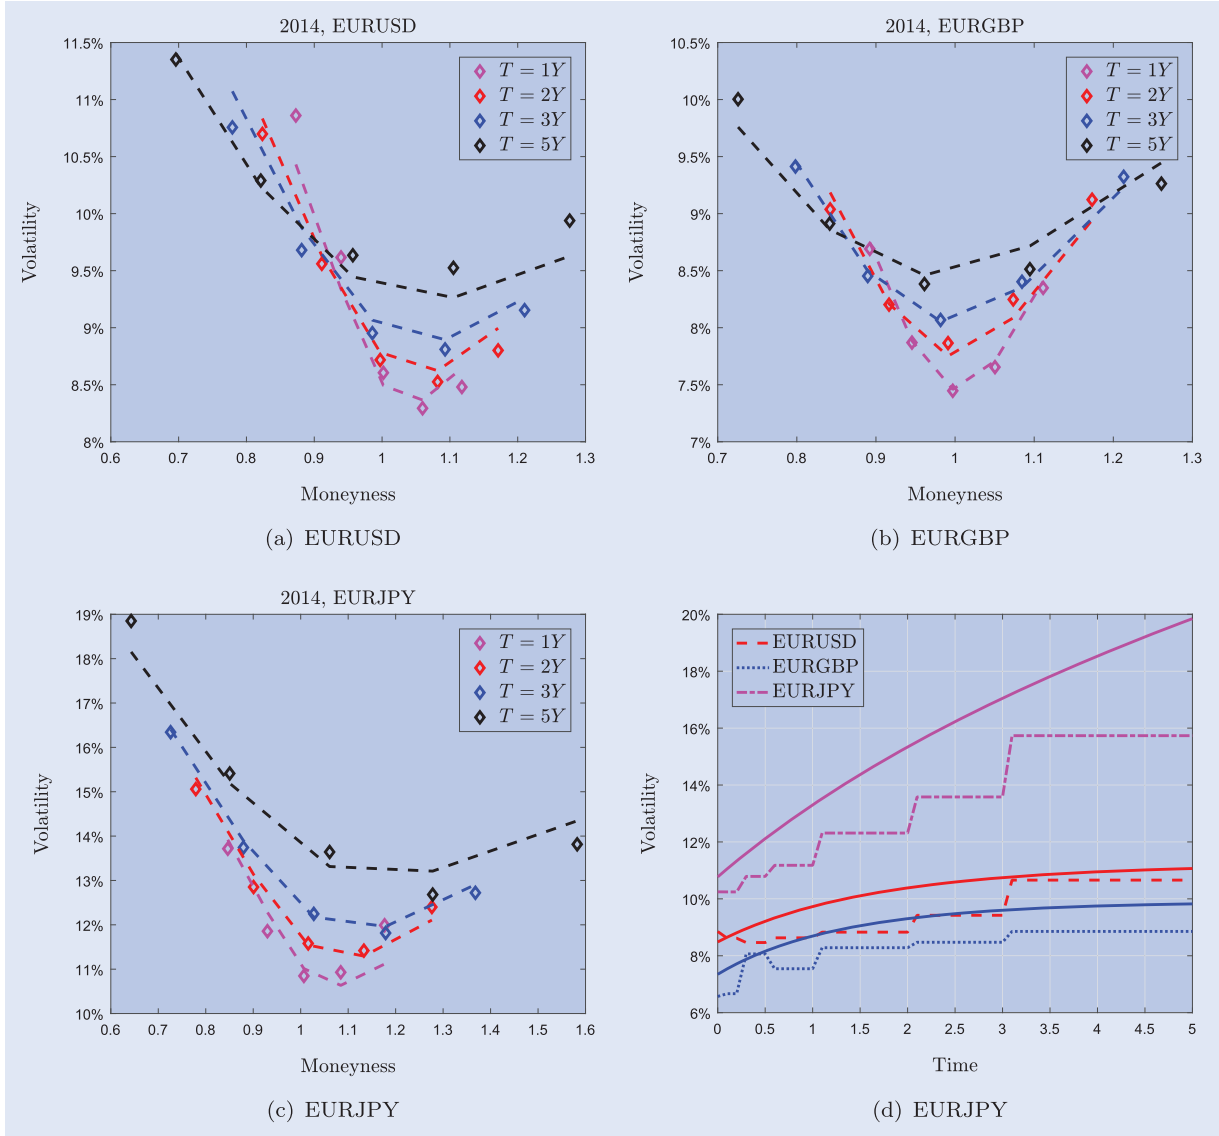 2014, EURUSD
11.5%
11%
10.5%
10%
9.5%
9%
8.5%
8%
Volatility
T = 1Y
T = 2Y
T = 3Y
T = 5Y
0.6 0.7 0.8 0.9 1 1.1 1.2 1.3
Moneyness
(a) EURUSD
2014, EURGBP
10.5%
10%
9.5%
9%
8.5%
8%
7.5%
7%
Volatility
T = 1Y
T = 2Y
T = 3Y
T = 5Y
0.7 0.8 0.9 1 1.1 1.2 1.3
Moneyness
(b) EURGBP
2014, EURJPY
19%
18%
17%
16%
15%
14%
13%
12%
11%
10%
Volatility
T = 1Y
T = 2Y
T = 3Y
T = 5Y
0.6 0.7 0.8 0.9 1 1.1 1.2 1.3 1.4 1.5 1.6
Moneyness
(c) EURJPY
20%
18%
16%
14%
12%
10%
8%
6%
Volatility
EURUSD
EURGBP
EURJPY
0 0.5 1 1.5 2 2.5 3 3.5 4 4.5 5
Time
(d) EURJPY